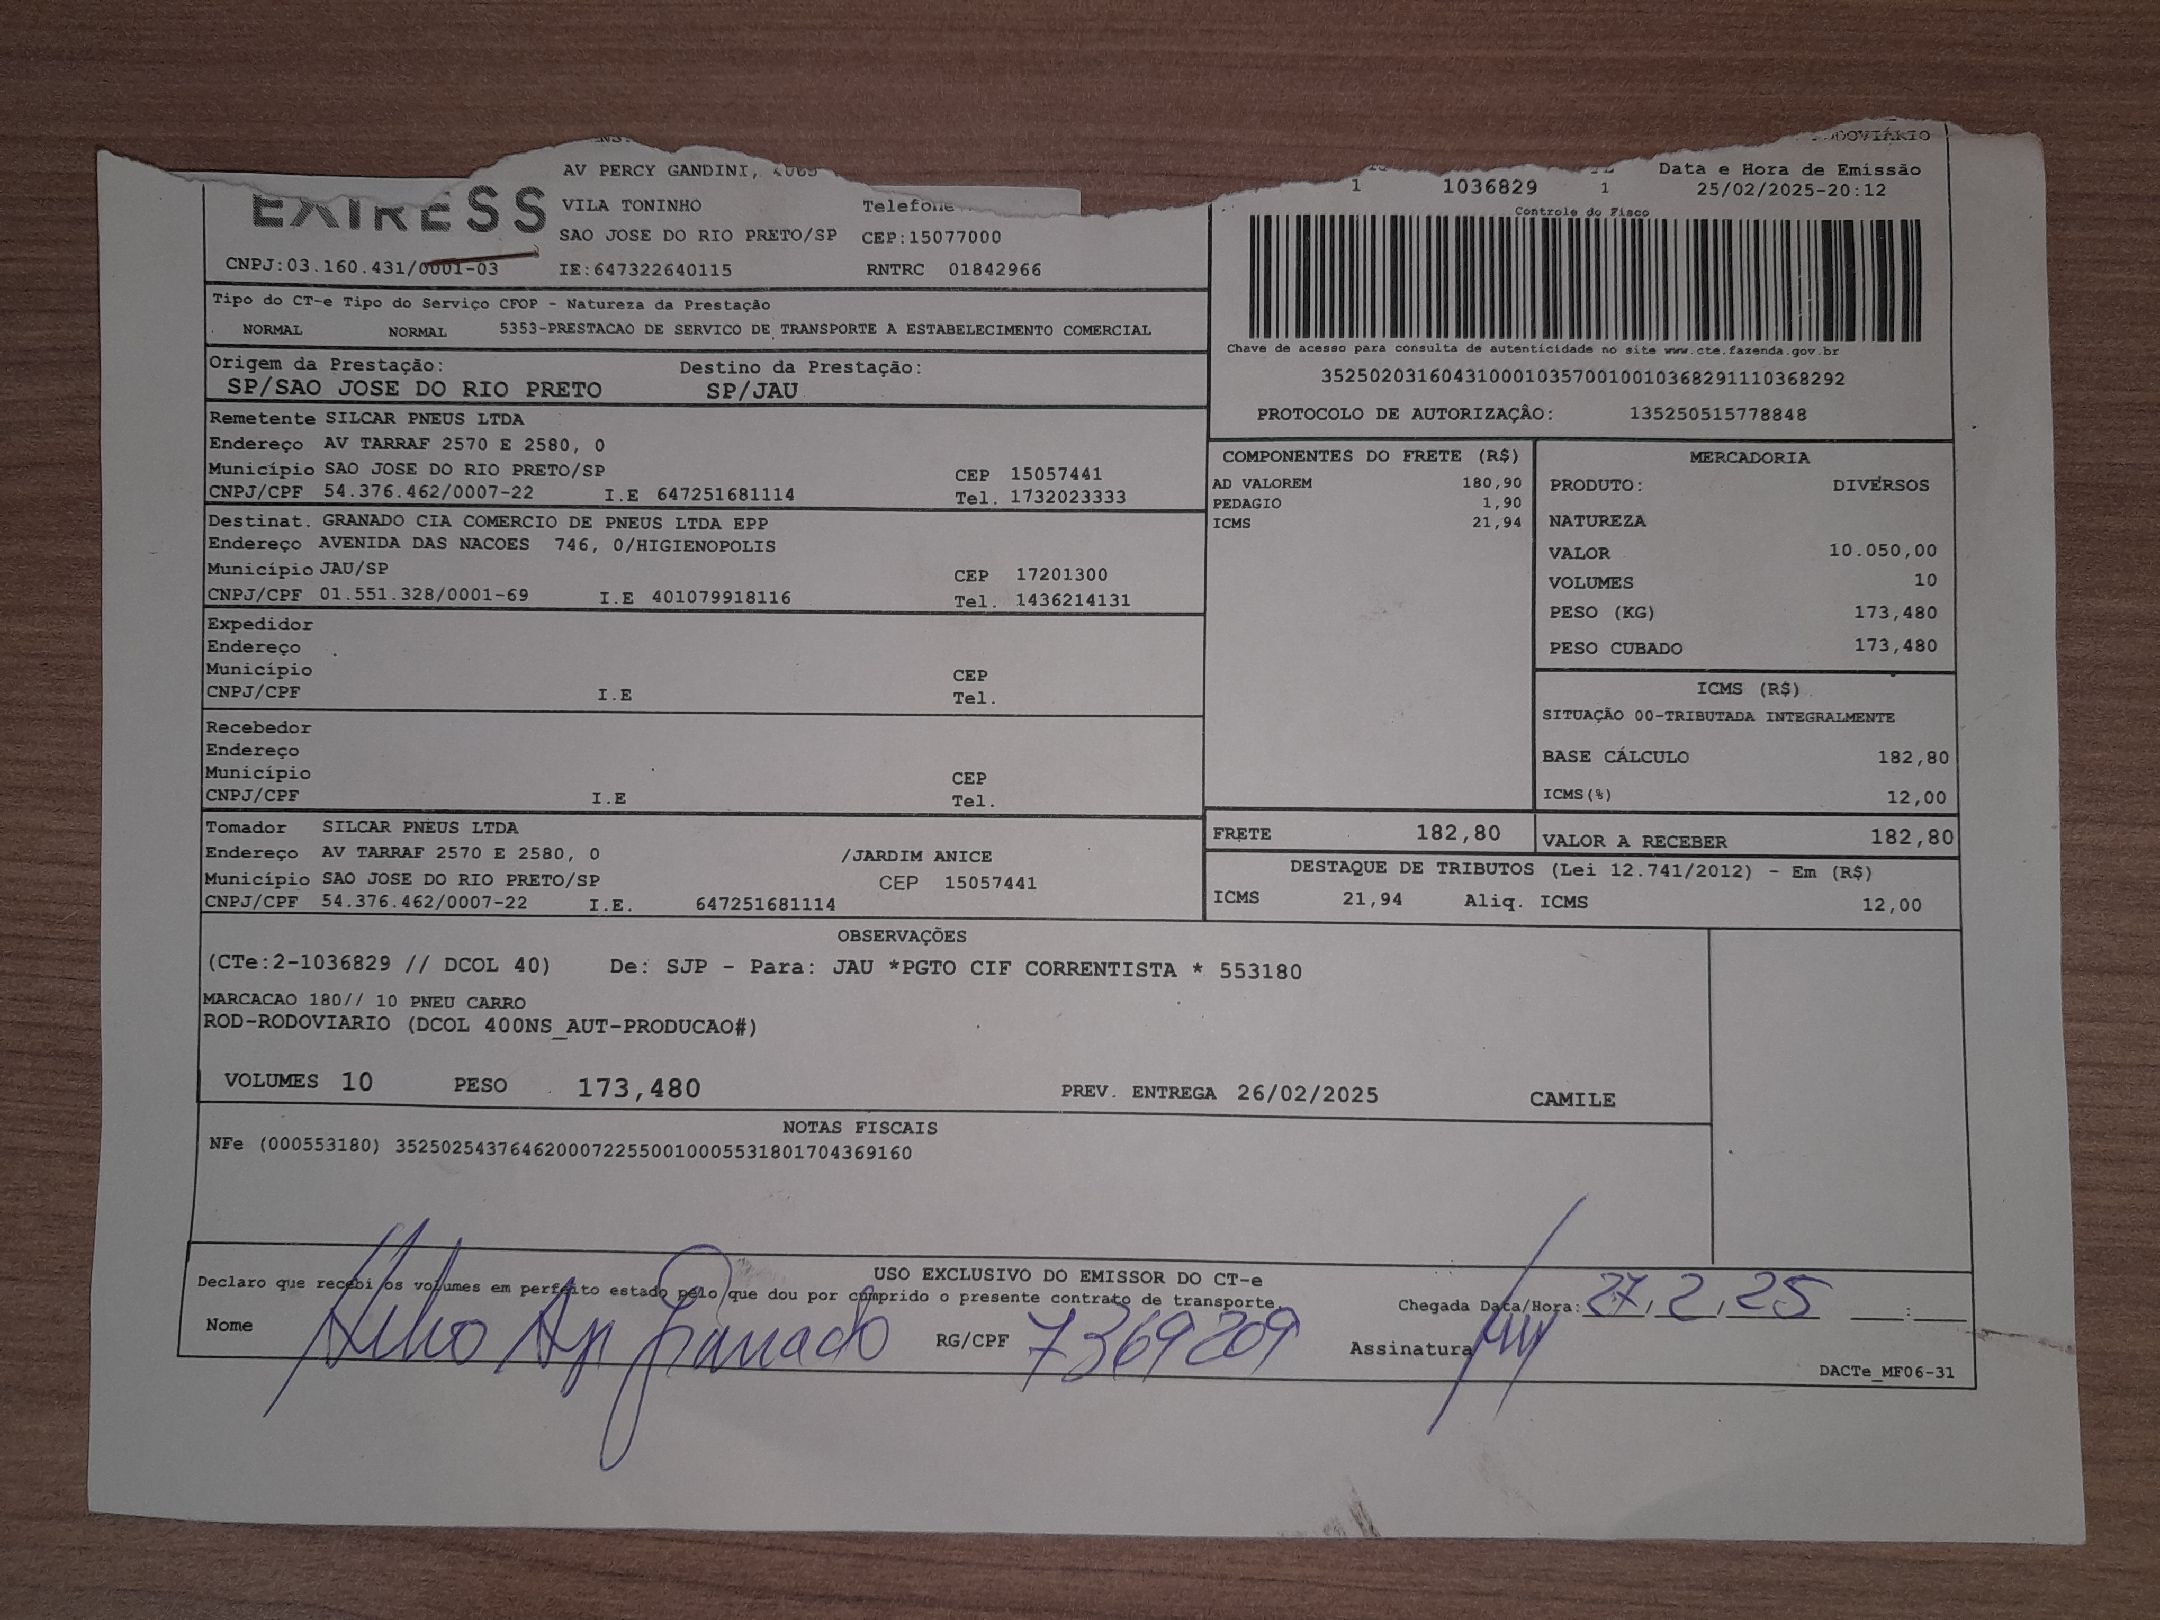 AV PERCY GANDINI,
EXPRESS
VILA TONINHO Telefone
SAO JOSE DO RIO PRETO/SP CEP:15077000
CNPJ:03.160.431/0001-03 IE:647322640115 RNTRC 01842966
RODOVIÁRIO
Data e Hora de Emissão
1 1036829 1 25/02/2025-20:12
Controle do Fisco
Chave de acesso para consulta de autenticidade no site www.cte.fazenda.gov.br
35250203160431000103570010010368291110368292
PROTOCOLO DE AUTORIZAÇÂO: 135250515778848
Tipo do CT-e Tipo do Serviço CFOP - Natureza da Prestação
NORMAL NORMAL 5353-PRESTACAO DE SERVICO DE TRANSPORTE A ESTABELECIMENTO COMERCIAL
Origem da Prestação: Destino da Prestação:
SP/SAO JOSE DO RIO PRETO SP/JAU
Remetente SILCAR PNEUS LTDA
Endereço AV TARRAF 2570 E 2580, 0
Município SAO JOSE DO RIO PRETO/SP CEP 15057441
CNPJ/CPF 54.376.462/0007-22 I.E 647251681114 Tel. 1732023333
Destinat. GRANADO CIA COMERCIO DE PNEUS LTDA EPP
Endereço AVENIDA DAS NACOES 746, 0/HIGIENOPOLIS
Município JAU/SP CEP 17201300
CNPJ/CPF 01.551.328/0001-69 I.E 401079918116 Tel. 1436214131
Expedidor
Endereço
Município CEP
CNPJ/CPF I.E Tel.
Recebedor
Endereço
Município CEP
CNPJ/CPF I.E Tel.
Tomador SILCAR PNEUS LTDA
Endereço AV TARRAF 2570 E 2580, 0 /JARDIM ANICE
Município SAO JOSE DO RIO PRETO/SP CEP 15057441
CNPJ/CPF 54.376.462/0007-22 I.E. 647251681114
COMPONENTES DO FRETE (R$)
AD VALOREM 180,90
PEDAGIO 1,90
ICMS 21,94
MERCADORIA
PRODUTO: DIVERSOS
NATUREZA
VALOR 10.050,00
VOLUMES 10
PESO (KG) 173,480
PESO CUBADO 173,480
ICMS (R$)
SITUAÇÃO 00-TRIBUTADA INTEGRALMENTE
BASE CÁLCULO 182,80
ICMS(%) 12,00
FRETE 182,80 VALOR A RECEBER 182,80
DESTAQUE DE TRIBUTOS (Lei 12.741/2012) - Em (R$)
ICMS 21,94 Aliq. ICMS 12,00
OBSERVAÇÕES
(CTe:2-1036829 // DCOL 40) De: SJP - Para: JAU *PGTO CIF CORRENTISTA * 553180
MARCACAO 180// 10 PNEU CARRO
ROD-RODOVIARIO (DCOL 400NS_AUT-PRODUCAO#)
VOLUMES 10 PESO 173,480 PREV. ENTREGA 26/02/2025 CAMILE
NOTAS FISCAIS
NFe (000553180) 35250254376462000722550010005531801704369160
USO EXCLUSIVO DO EMISSOR DO CT-e
Declaro que recebi os volumes em perfeito estado pelo que dou por cumprido o presente contrato de transporte.
Chegada Data/Hora: 27/2/25 :
Nome Ap Granado RG/CPF 7369209 Assinatura
DACTe_MF06-31